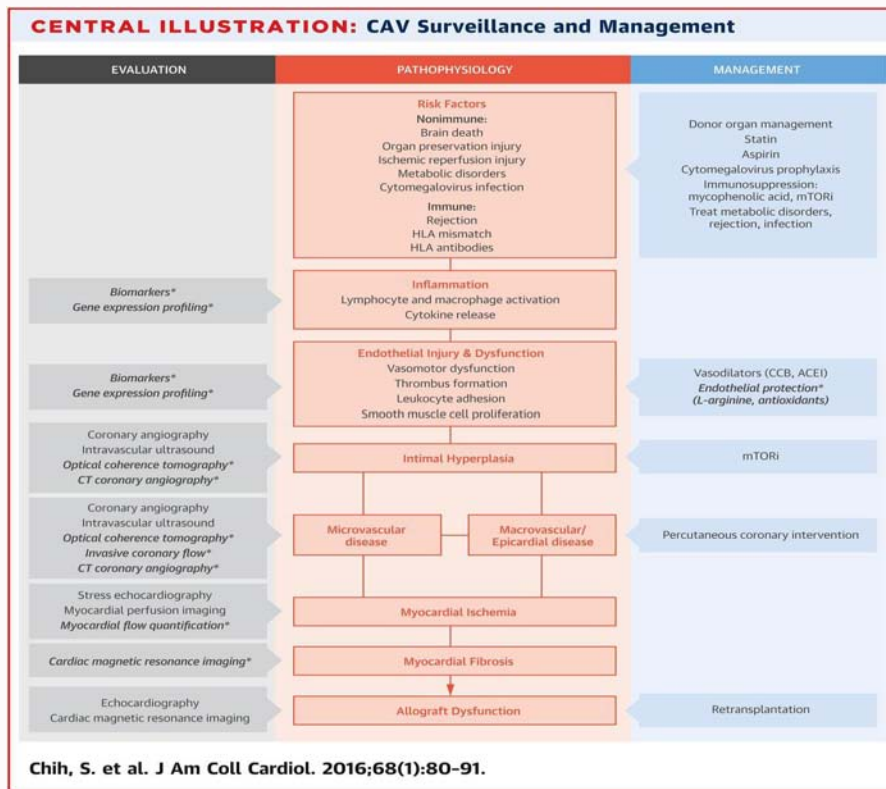 CENTRAL ILLUSTRATION: CAV Surveillance and Management
EVALUATION
PATHOPHYSIOLOGY
MANAGEMENT
Risk Factors
Nonimmune:
Brain death
Organ preservation injury
Ischemic reperfusion injury
Metabolic disorders
Cytomegalovirus infection
Immune:
Rejection
HLA mismatch
HLA antibodies
Donor organ management
Statin
Aspirin
Cytomegalovirus prophylaxis
Immunosuppression:
mycophenolic acid, mTORi
Treat metabolic disorders,
rejection, infection
Biomarkers*
Gene expression profiling*
Inflammation
Lymphocyte and macrophage activation
Cytokine release
Biomarkers*
Gene expression profiling*
Endothelial Injury & Dysfunction
Vasomotor dysfunction
Thrombus formation
Leukocyte adhesion
Smooth muscle cell proliferation
Vasodilators (CCB, ACEI)
Endothelial protection*
(L-arginine, antioxidants)
Coronary angiography
Intravascular ultrasound
Optical coherence tomography*
CT coronary angiography*
Intimal Hyperplasia
mTORi
Coronary angiography
Intravascular ultrasound
Optical coherence tomography*
Invasive coronary flow*
CT coronary angiography*
Microvascular
disease
Macrovascular/
Epicardial disease
Percutaneous coronary intervention
Stress echocardiography
Myocardial perfusion imaging
Myocardial flow quantification*
Myocardial Ischemia
Cardiac magnetic resonance imaging*
Myocardial Fibrosis
Echocardiography
Cardiac magnetic resonance imaging
Allograft Dysfunction
Retransplantation
Chih, S. et al. J Am Coll Cardiol. 2016;68(1):80-91.